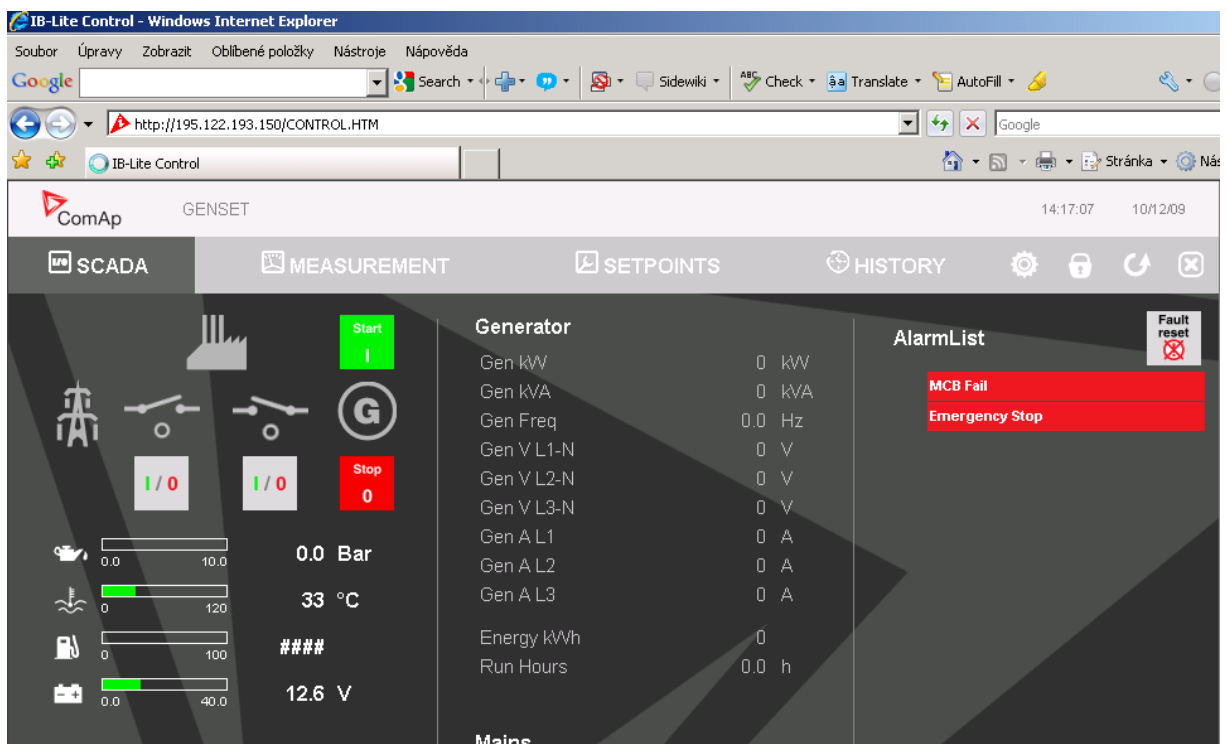 IB-Lite Control - Windows Internet Explorer
Soubor Úpravy Zobrazit Oblíbené položky Nástroje Nápověda
Google Search Sidewiki ABC Check Translate AutoFill
http://195.122.193.150/CONTROL.HTM Google
IB-Lite Control Stránka Nás
ComAp GENSET 14:17:07 10/12/09
I/O SCADA MEASUREMENT SETPOINTS HISTORY
Start
I
G
I / 0 I / 0
Stop
0
0.0 10.0 0.0 Bar
0 120 33 °C
0 100 ####
0.0 40.0 12.6 V
Generator
Gen kW 0 kW
Gen kVA 0 kVA
Gen Freq 0.0 Hz
Gen V L1-N 0 V
Gen V L2-N 0 V
Gen V L3-N 0 V
Gen A L1 0 A
Gen A L2 0 A
Gen A L3 0 A
Energy kWh 0
Run Hours 0.0 h
Mains
AlarmList
Fault
reset
MCB Fail
Emergency Stop